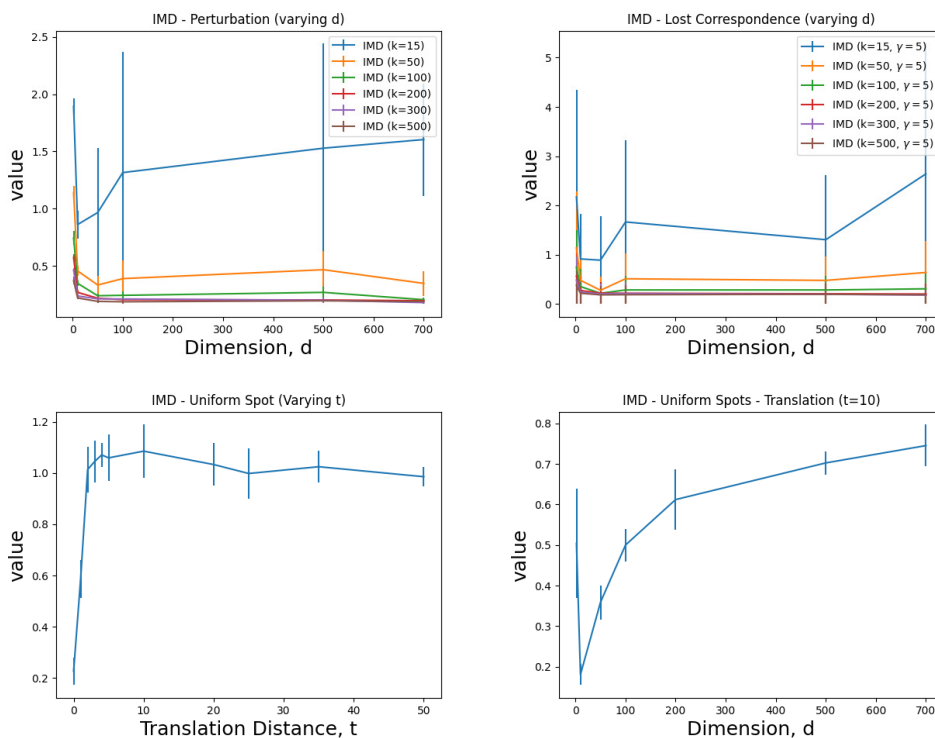 IMD - Perturbation (varying d)
2.5
2.0
1.5
1.0
0.5
value
IMD (k=15)
IMD (k=50)
IMD (k=100)
IMD (k=200)
IMD (k=300)
IMD (k=500)
0 100 200 300 400 500 600 700
Dimension, d
IMD - Lost Correspondence (varying d)
5
4
3
2
1
0
value
IMD (k=15, γ = 5)
IMD (k=50, γ = 5)
IMD (k=100, γ = 5)
IMD (k=200, γ = 5)
IMD (k=300, γ = 5)
IMD (k=500, γ = 5)
0 100 200 300 400 500 600 700
Dimension, d
IMD - Uniform Spot (Varying t)
1.2
1.0
0.8
0.6
0.4
0.2
value
0 10 20 30 40 50
Translation Distance, t
IMD - Uniform Spots - Translation (t=10)
0.8
0.7
0.6
0.5
0.4
0.3
0.2
value
0 100 200 300 400 500 600 700
Dimension, d